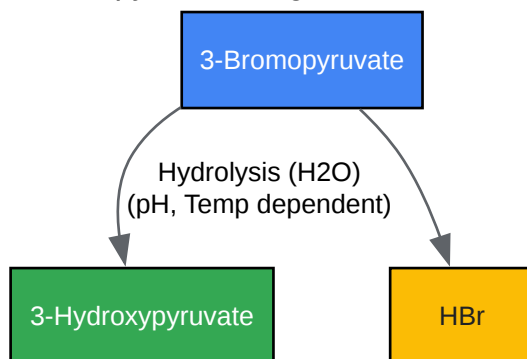 3-Bromopyruvate
Hydrolysis (H2O)
(pH, Temp dependent)
3-Hydroxypyruvate
HBr